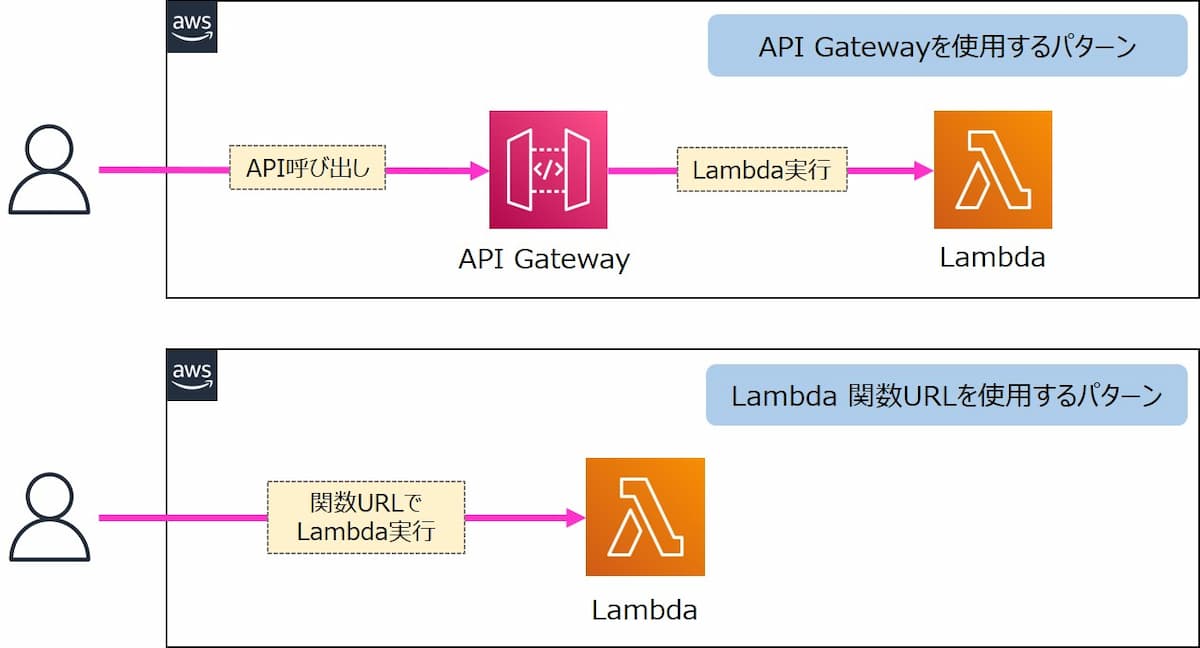 aws
API Gatewayを使用するパターン
API呼び出し
</>
Lambda実行
API Gateway
Lambda
aws
Lambda 関数URLを使用するパターン
関数URLで
Lambda実行
Lambda